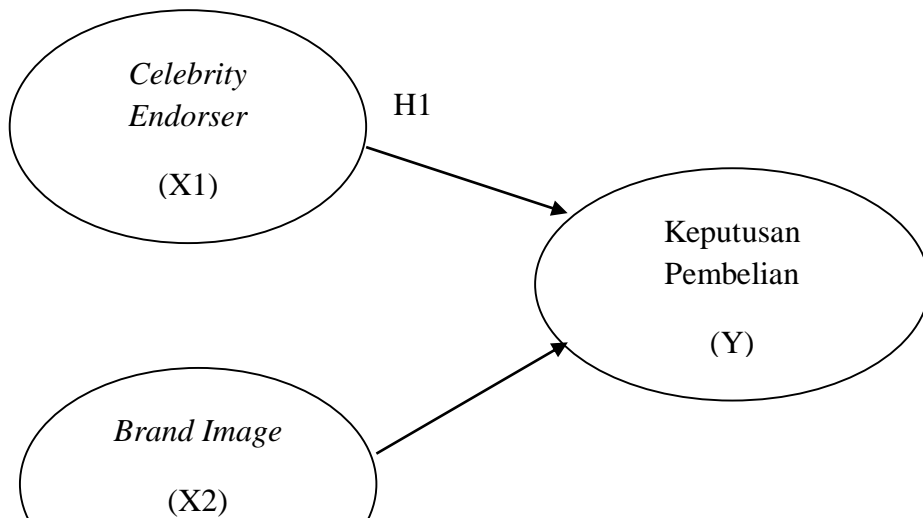 Celebrity
Endorser
(X1)
H1
Keputusan
Pembelian
(Y)
Brand Image
(X2)